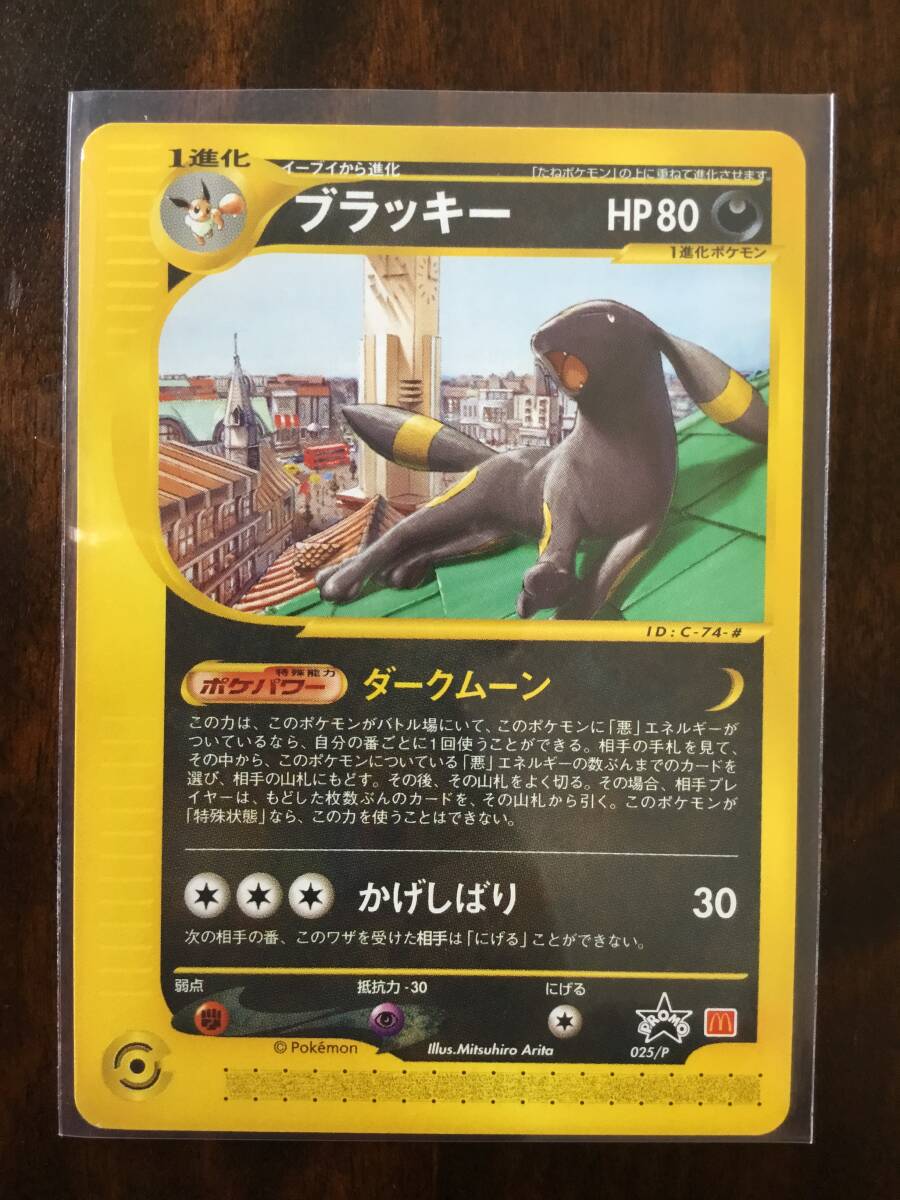 1進化
イーブイから進化
「たねポケモン」の上に重ねて進化させます。
ブラッキー
HP80
1進化ポケモン
ID:C-74-#
特殊能力
ポケパワー
ダークムーン
この力は、このポケモンがバトル場にいて、このポケモンに「悪」エネルギーが
ついているなら、自分の番ごとに1回使うことができる。相手の手札を見て、
その中から、このポケモンについている「悪」エネルギーの数ぶんまでのカードを
選び、相手の山札にもどす。その後、その山札をよく切る。その場合、相手プレ
イヤーは、もどした枚数ぶんのカードを、その山札から引く。このポケモンが
「特殊状態」なら、この力を使うことはできない。
かげしばり
30
次の相手の番、このワザを受けた相手は「にげる」ことができない。
弱点
抵抗力-30
にげる
PROMO
© Pokémon
Illus.Mitsuhiro Arita
025/P